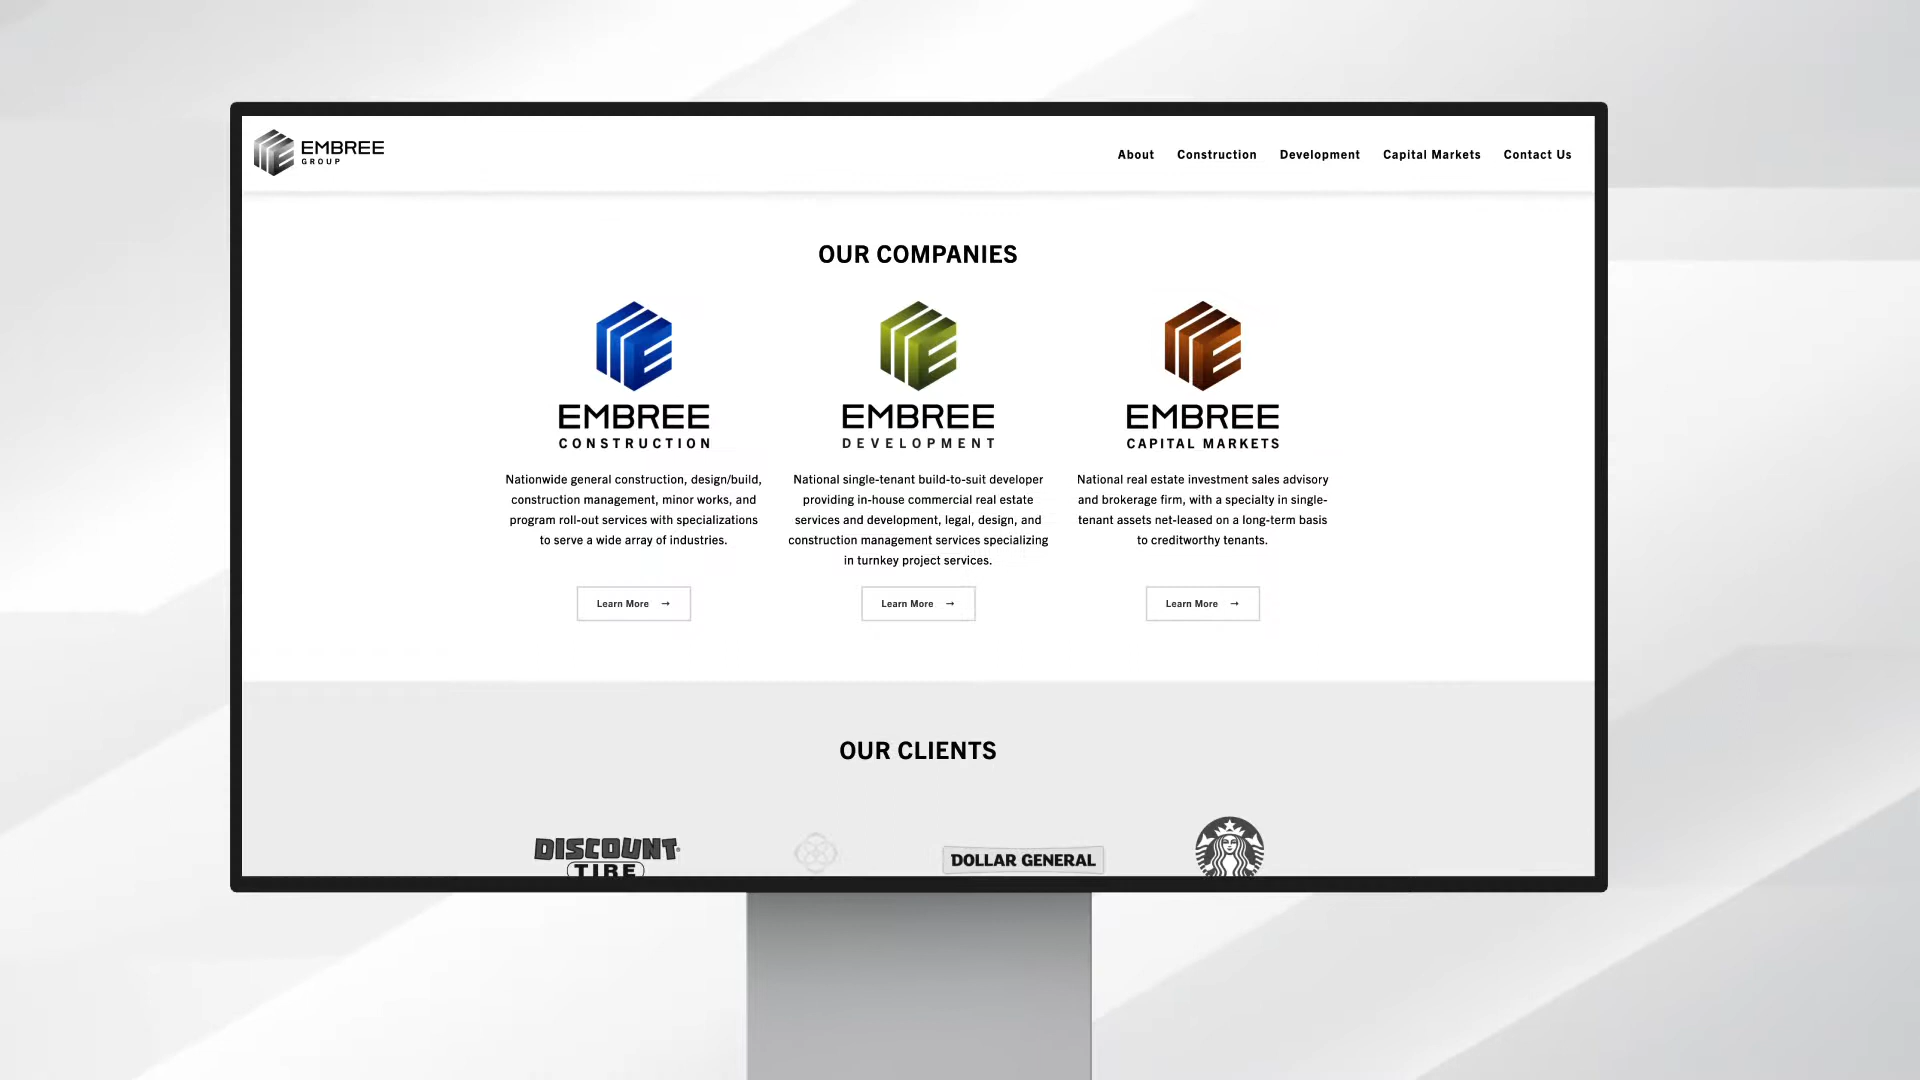 EMBREE
GROUP
About Construction Development Capital Markets Contact Us
OUR COMPANIES
EMBREE
CONSTRUCTION
Nationwide general construction, design/build,
construction management, minor works, and
program roll-out services with specializations
to serve a wide array of industries.
Learn More →
EMBREE
DEVELOPMENT
National single-tenant build-to-suit developer
providing in-house commercial real estate
services and development, legal, design, and
construction management services specializing
in turnkey project services.
Learn More →
EMBREE
CAPITAL MARKETS
National real estate investment sales advisory
and brokerage firm, with a specialty in single-
tenant assets net-leased on a long-term basis
to creditworthy tenants.
Learn More →
OUR CLIENTS
DISCOUNT
TIRE
DOLLAR GENERAL